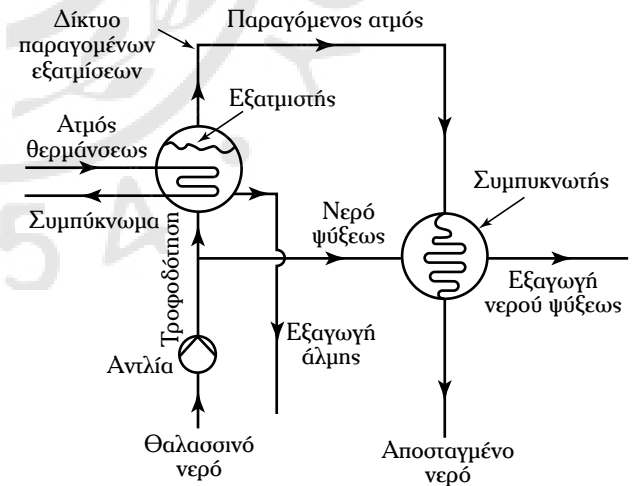 Δίκτυο
παραγομένων
εξατμίσεων
Παραγόμενος ατμός
Εξατμιστής
Ατμός
θερμάνσεως
Συμπύκνωμα
Τροφοδότηση
Νερό
ψύξεως
Συμπυκνωτής
Εξαγωγή
νερού ψύξεως
Εξαγωγή
άλμης
Αντλία
Θαλασσινό
νερό
Αποσταγμένο
νερό